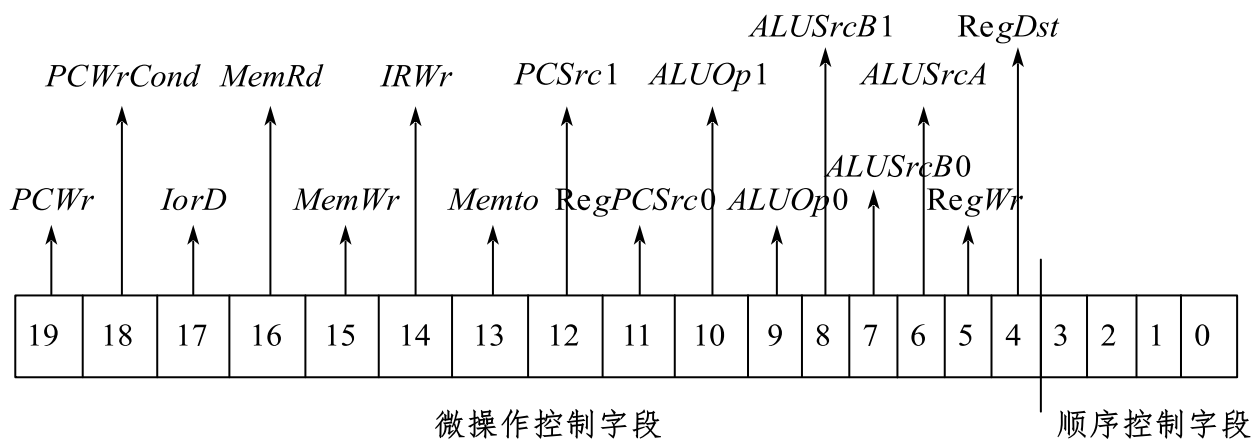 ALUSrcB1 RegDst
PCWrCond MemRd IRWr PCSrc1 ALUOp1 ALUSrcA
ALUSrcB0
PCWr IorD MemWr Memto RegPCSrc0 ALUOp0 RegWr
19 18 17 16 15 14 13 12 11 10 9 8 7 6 5 4 3 2 1 0
微操作控制字段 顺序控制字段